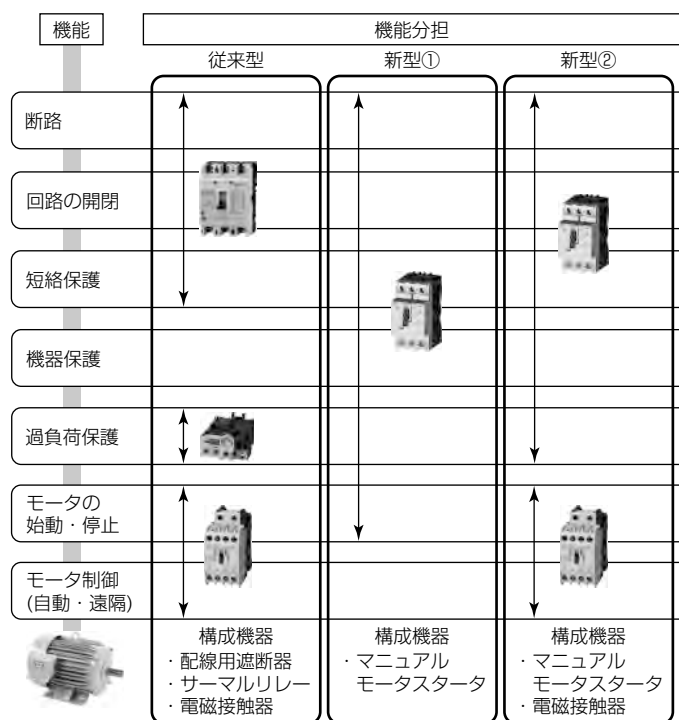 機能
機能分担
従来型
新型①
新型②
断路
回路の開閉
短絡保護
機器保護
過負荷保護
モータの
始動・停止
モータ制御
(自動・遠隔)
構成機器
・配線用遮断器
・サーマルリレー
・電磁接触器
構成機器
・マニュアル
モータスタータ
構成機器
・マニュアル
モータスタータ
・電磁接触器